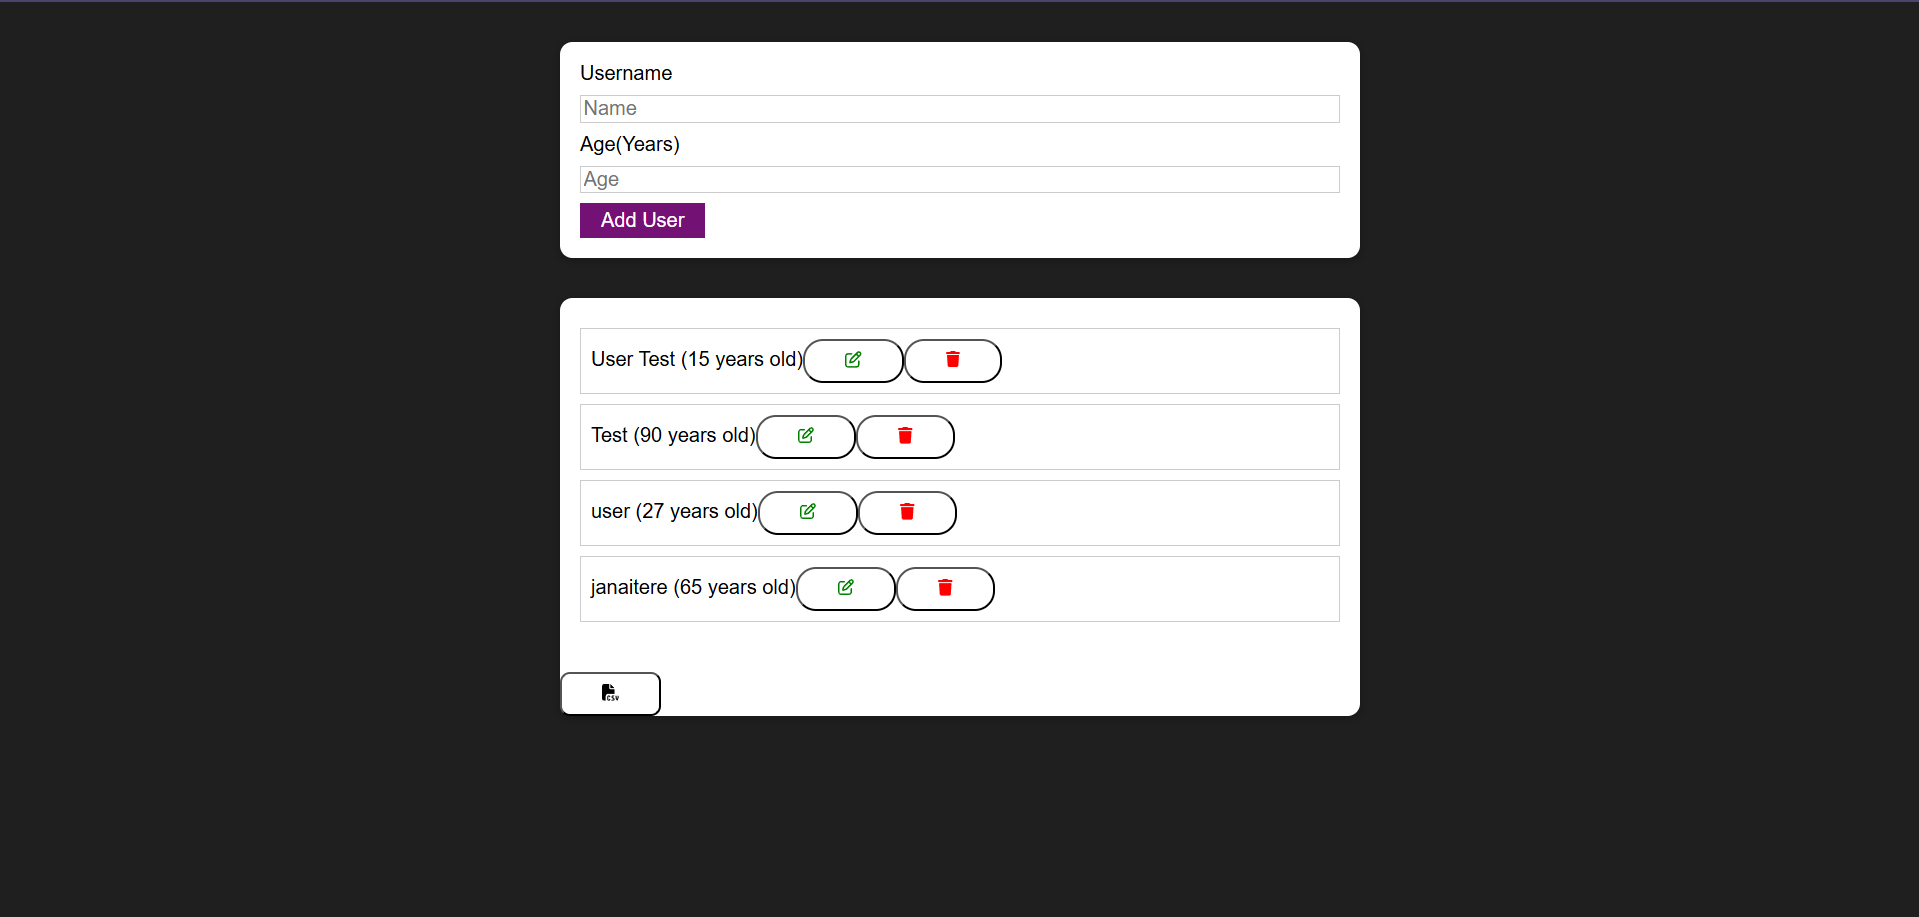 Username
Name
Age(Years)
Age
Add User
User Test (15 years old)
Test (90 years old)
user (27 years old)
janaitere (65 years old)
CSV